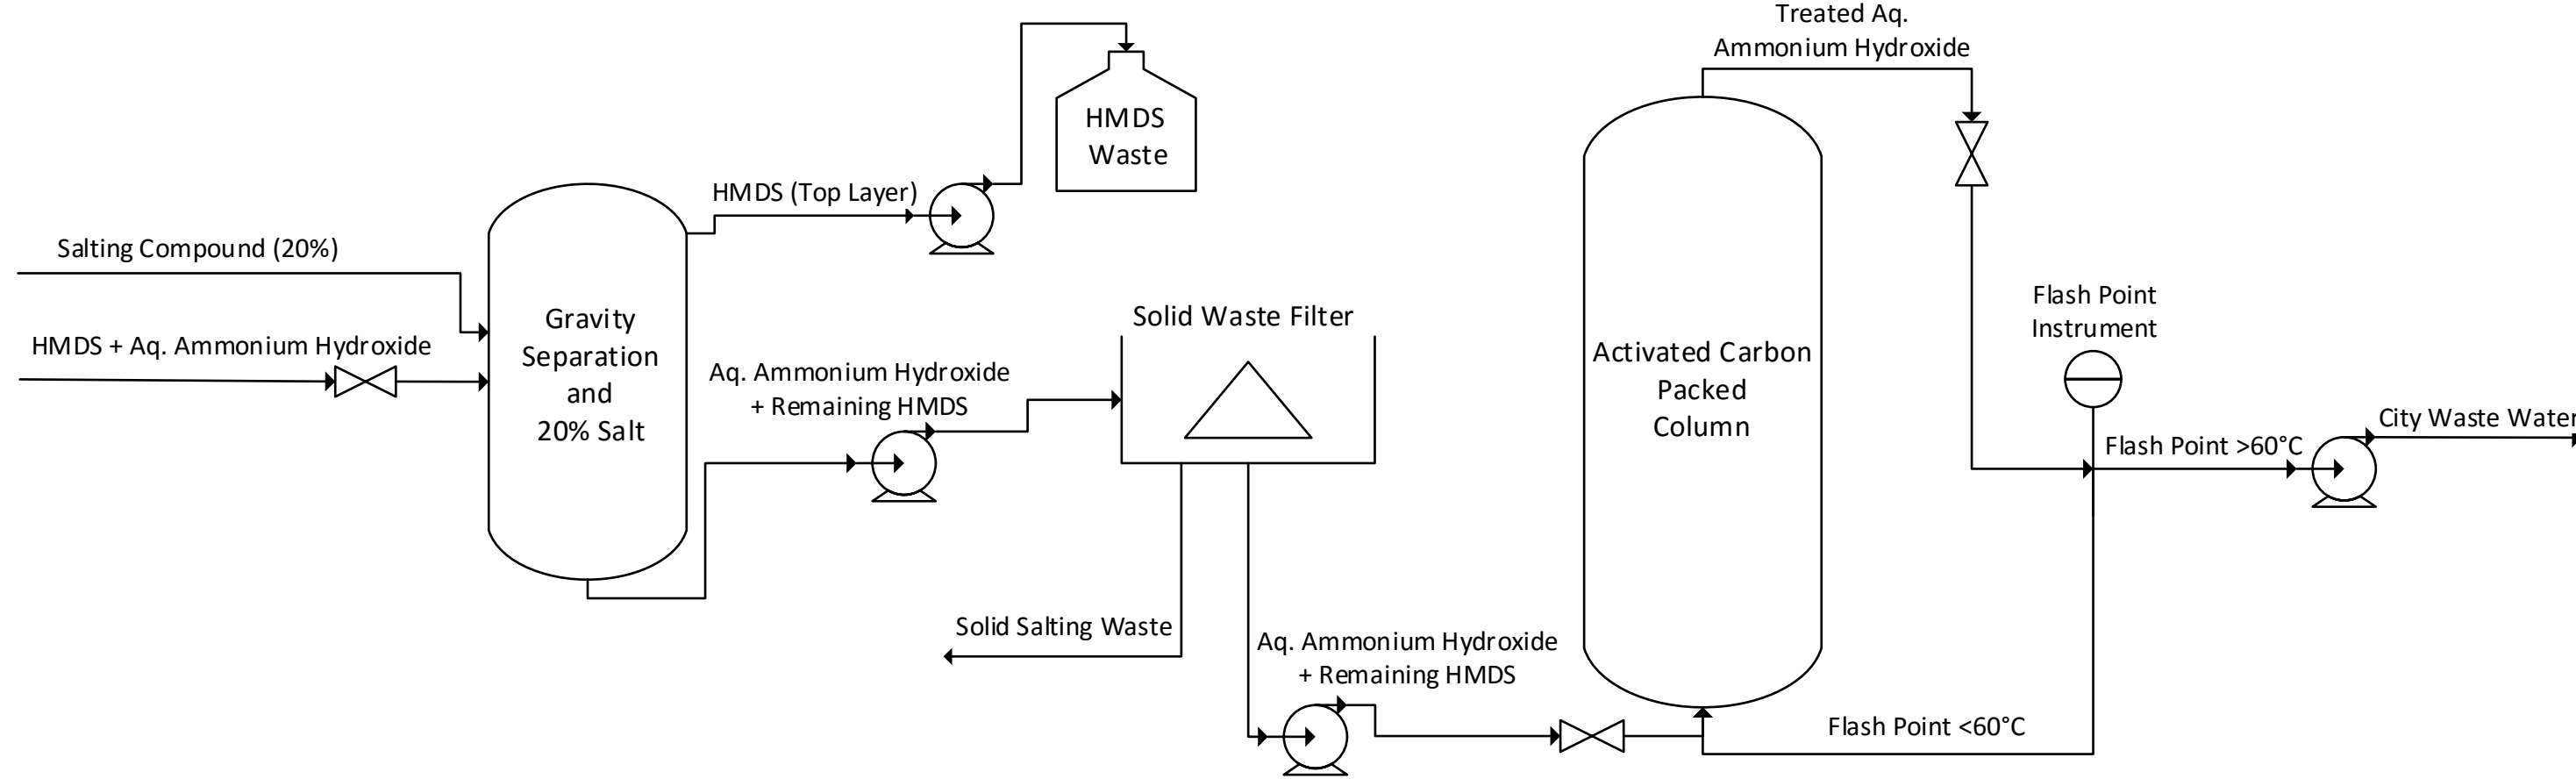 Treated Aq.
Ammonium Hydroxide
HMDS
Waste
HMDS (Top Layer)
Salting Compound (20%)
HMDS + Aq. Ammonium Hydroxide
Gravity
Separation
and
20% Salt
Aq. Ammonium Hydroxide
+ Remaining HMDS
Solid Waste Filter
Solid Salting Waste
Aq. Ammonium Hydroxide
+ Remaining HMDS
Activated Carbon
Packed
Column
Flash Point
Instrument
Flash Point >60°C
City Waste Water
Flash Point <60°C